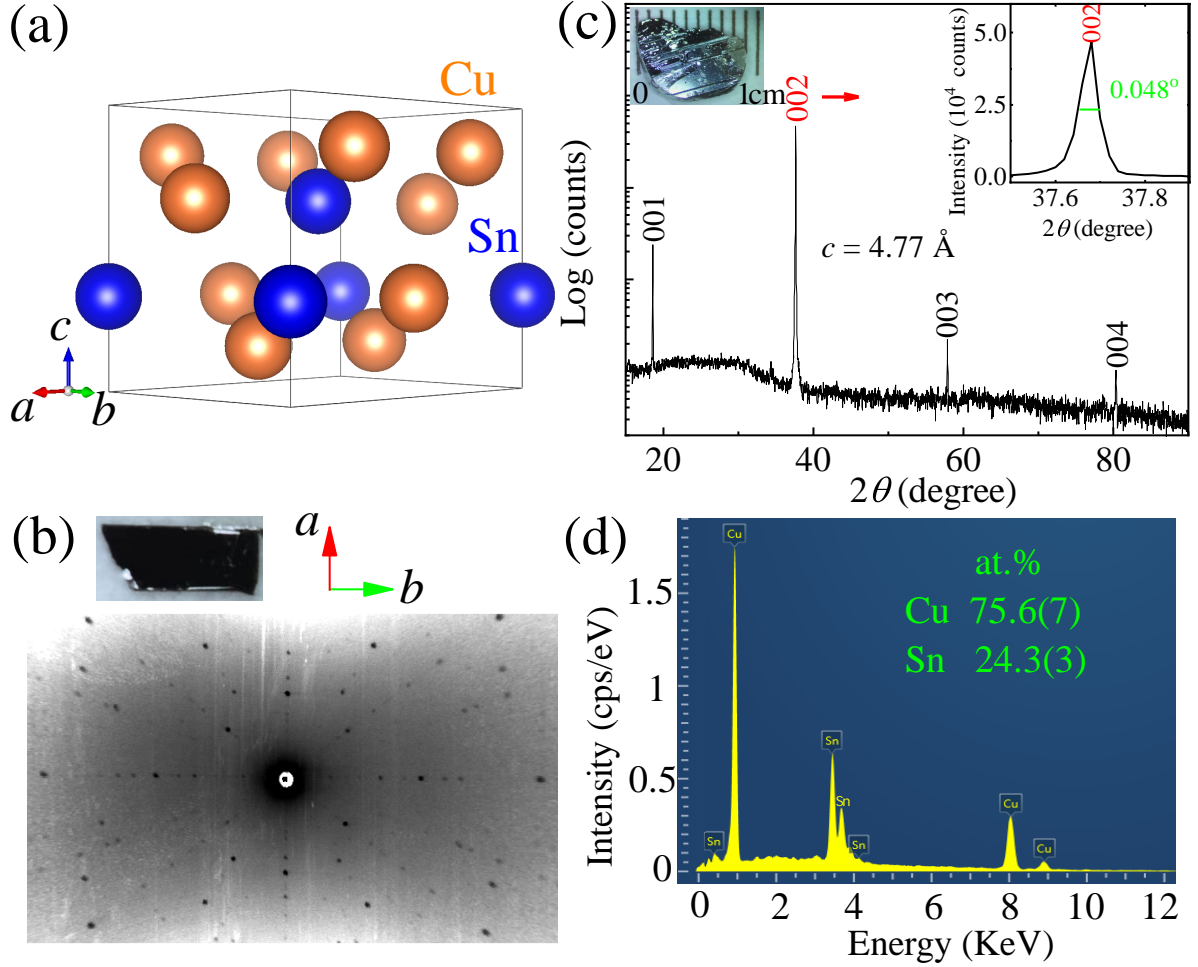 (a)
Cu
Sn
c
a
b
(c)
0
1cm
002
001
003
004
c = 4.77 Å
Log (counts)
20
40
60
80
2θ (degree)
002
0.048°
Intensity (10⁴ counts)
5.0
2.5
0.0
37.6
37.8
2θ (degree)
(b)
a
b
(d)
Cu
Sn
Sn
Sn
Sn
Cu
Cu
at.%
Cu 75.6(7)
Sn 24.3(3)
Intensity (cps/eV)
1.5
1
0.5
0
0
2
4
6
8
10
12
Energy (KeV)